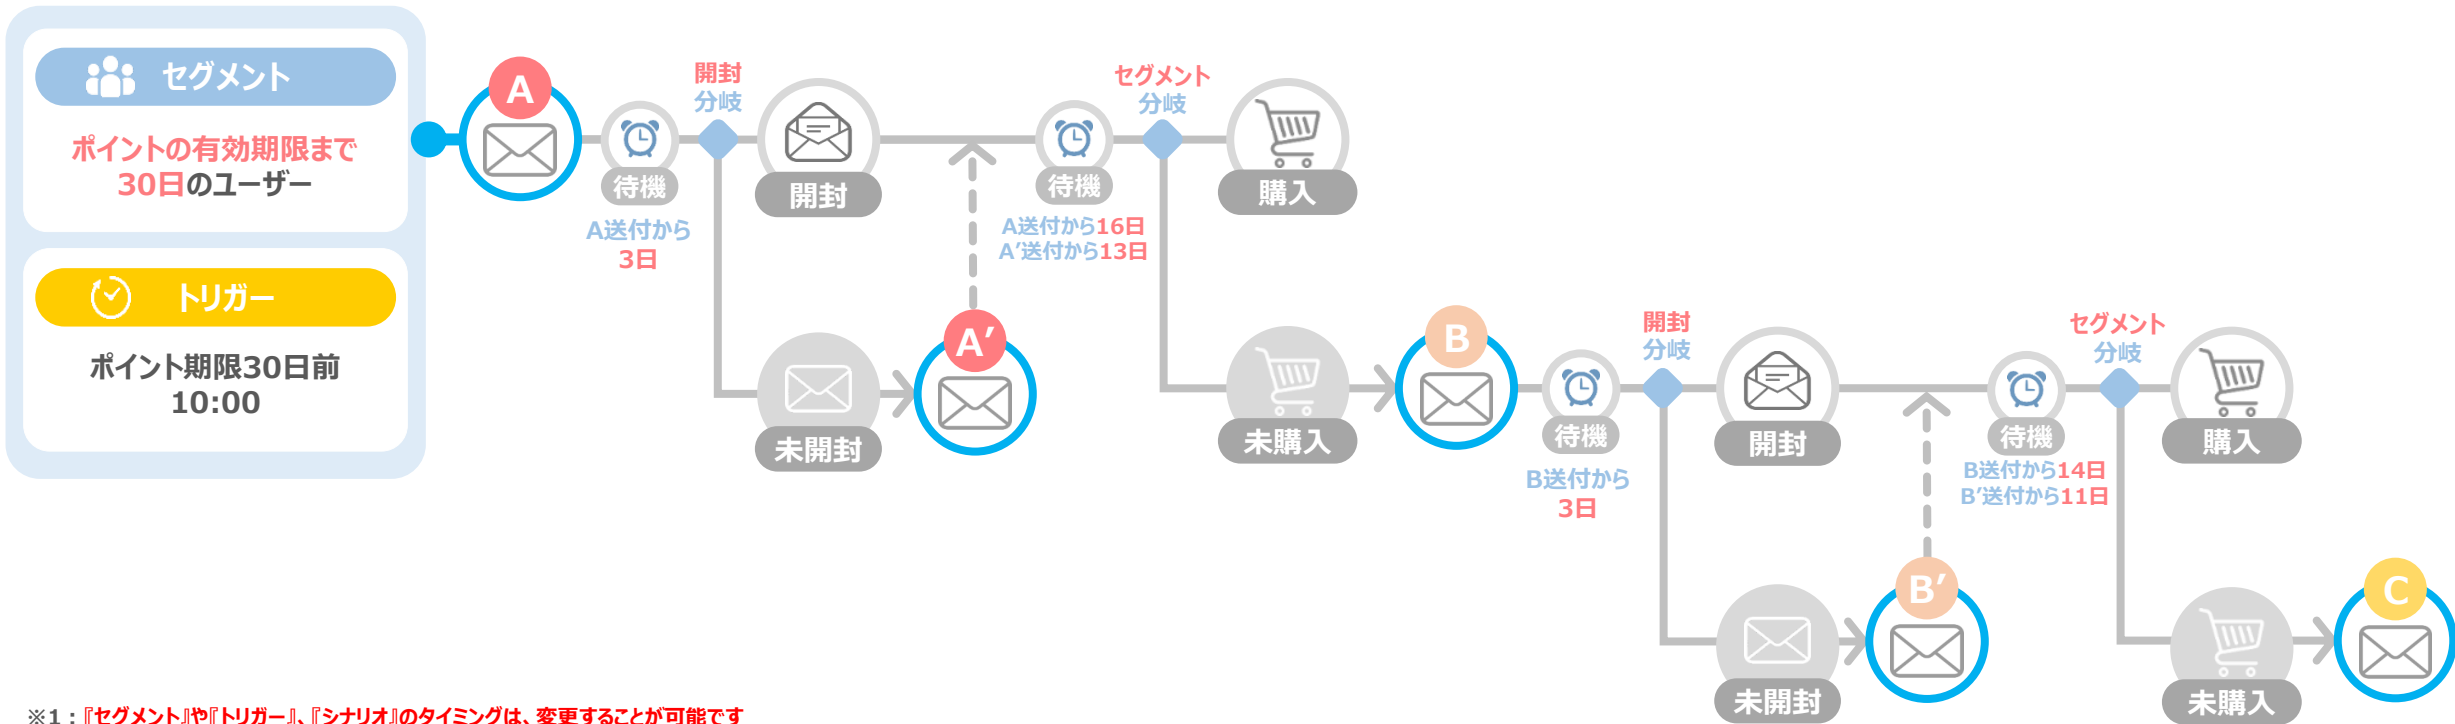 セグメント
ポイントの有効期限まで
30日のユーザー
トリガー
ポイント期限30日前
10:00
A
待機
A送付から
3日
開封
分岐
開封
未開封
A′
待機
A送付から16日
A′送付から13日
セグメント
分岐
購入
未購入
B
待機
B送付から
3日
開封
分岐
開封
未開封
B′
待機
B送付から14日
B′送付から11日
セグメント
分岐
購入
未購入
C
※1：『セグメント』や『トリガー』、『シナリオ』のタイミングは、変更することが可能です